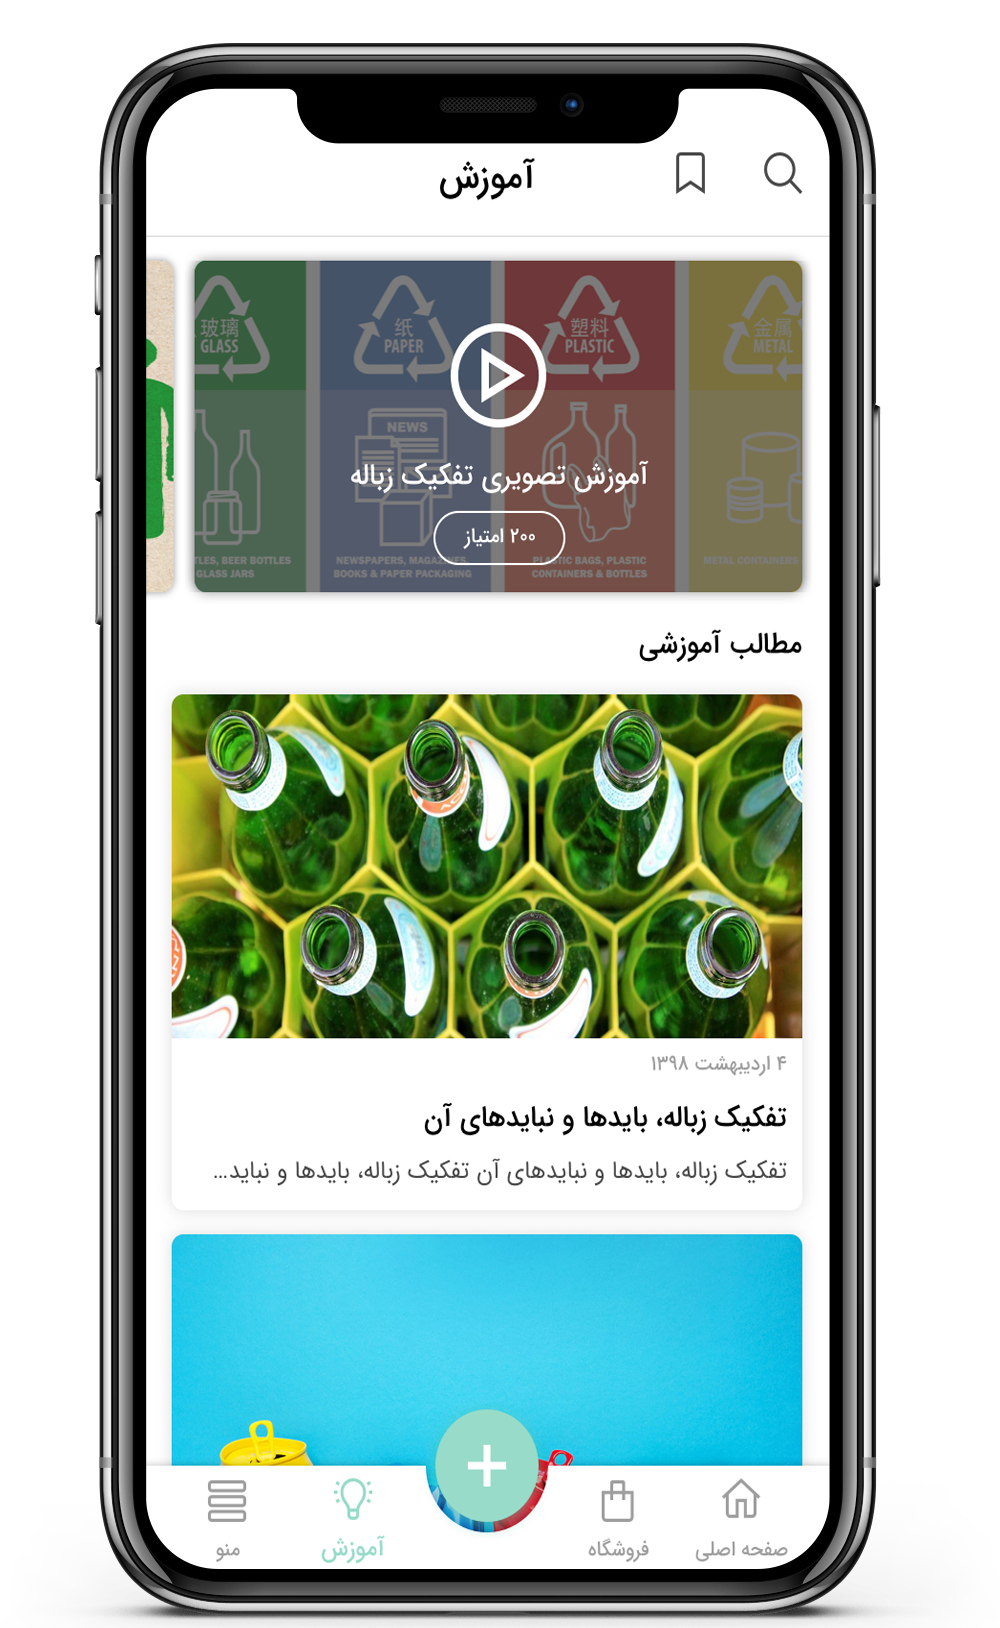 آموزش
玻璃
GLASS
纸
PAPER
塑料
PLASTIC
金属
METAL
NEWS
آموزش تصویری تفکیک زباله
۲۰۰ امتیاز
TLES, BEER BOTTLES
GLASS JARS
NEWSPAPERS, MAGAZINES
BOOKS & PAPER PACKAGING
PLASTIC BAGS, PLASTIC
CONTAINERS & BOTTLES
METAL CONTAINERS
مطالب آموزشی
۴ اردیبهشت ۱۳۹۸
تفکیک زباله، بایدها و نبایدهای آن
تفکیک زباله، بایدها و نبایدهای آن تفکیک زباله، بایدها و نباید...
صفحه اصلی
فروشگاه
آموزش
منو